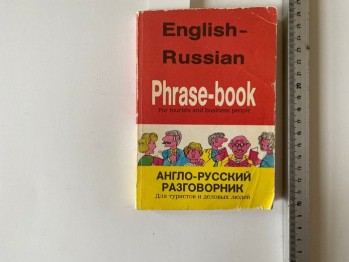 English-
Russian
Phrase-book
For tourists and business people
АНГЛО-РУССКИЙ
РАЗГОВОРНИК
Для туристов и деловых людей